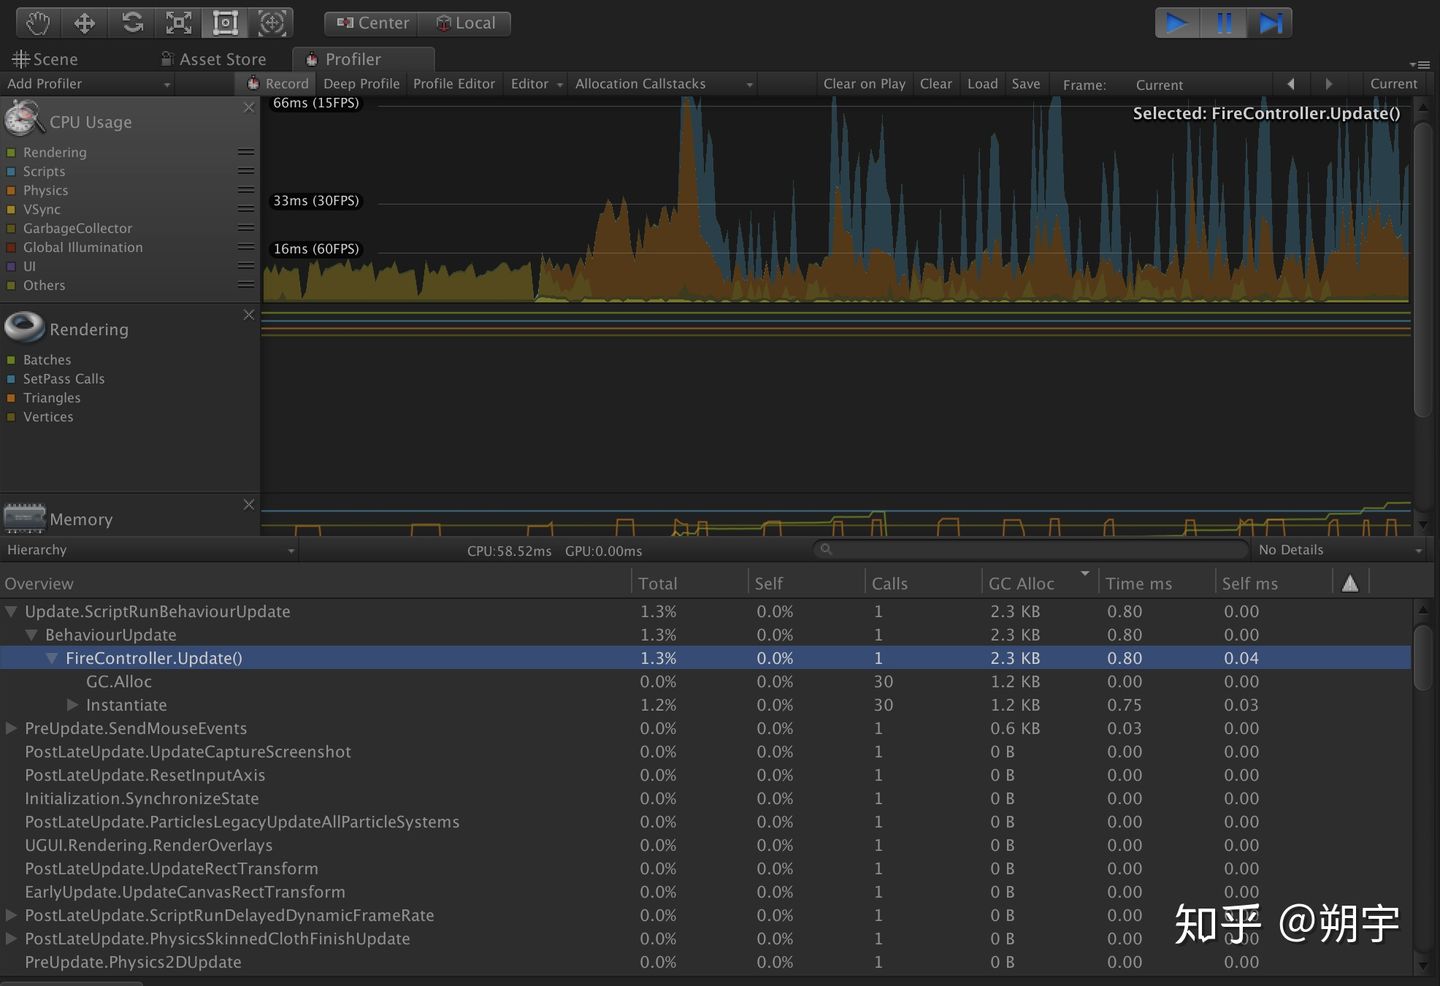 Center Local
Scene Asset Store Profiler
Add Profiler Record Deep Profile Profile Editor Editor Allocation Callstacks Clear on Play Clear Load Save Frame: Current Current
66ms (15FPS)
Selected: FireController.Update()
CPU Usage
Rendering
Scripts
Physics
VSync
GarbageCollector
Global Illumination
UI
Others
33ms (30FPS)
16ms (60FPS)
Rendering
Batches
SetPass Calls
Triangles
Vertices
Memory
Hierarchy CPU:58.52ms GPU:0.00ms No Details
Overview Total Self Calls GC Alloc Time ms Self ms
Update.ScriptRunBehaviourUpdate 1.3% 0.0% 1 2.3 KB 0.80 0.00
BehaviourUpdate 1.3% 0.0% 1 2.3 KB 0.80 0.00
FireController.Update() 1.3% 0.0% 1 2.3 KB 0.80 0.04
GC.Alloc 0.0% 0.0% 30 1.2 KB 0.00 0.00
Instantiate 1.2% 0.0% 30 1.2 KB 0.75 0.03
PreUpdate.SendMouseEvents 0.0% 0.0% 1 0.6 KB 0.03 0.00
PostLateUpdate.UpdateCaptureScreenshot 0.0% 0.0% 1 0 B 0.00 0.00
PostLateUpdate.ResetInputAxis 0.0% 0.0% 1 0 B 0.00 0.00
Initialization.SynchronizeState 0.0% 0.0% 1 0 B 0.00 0.00
PostLateUpdate.ParticlesLegacyUpdateAllParticleSystems 0.0% 0.0% 1 0 B 0.00 0.00
UGUI.Rendering.RenderOverlays 0.0% 0.0% 1 0 B 0.00 0.00
PostLateUpdate.UpdateRectTransform 0.0% 0.0% 1 0 B 0.00 0.00
EarlyUpdate.UpdateCanvasRectTransform 0.0% 0.0% 1 0 B 0.00 0.00
PostLateUpdate.ScriptRunDelayedDynamicFrameRate 0.0% 0.0% 1 0 B 0.00 0.00
PostLateUpdate.PhysicsSkinnedClothFinishUpdate 0.0% 0.0% 1 0 B 0.00 0.00
PreUpdate.Physics2DUpdate 0.0% 0.0% 1 0 B 0.00 0.00
知乎 @朔宇